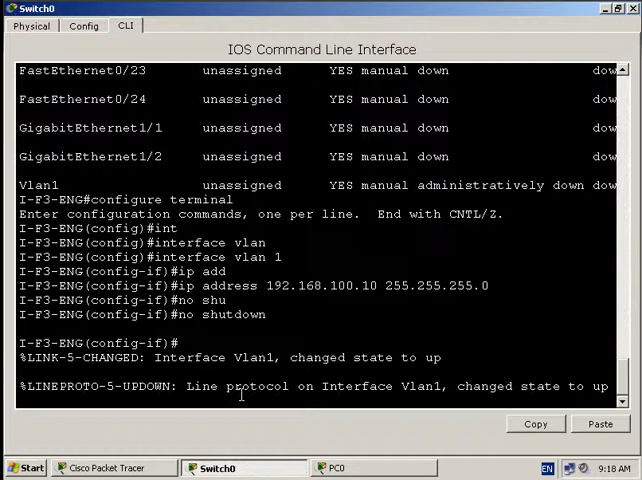 Switch0
Physical Config CLI
IOS Command Line Interface
FastEthernet0/23 unassigned YES manual down dow
FastEthernet0/24 unassigned YES manual down dow
GigabitEthernet1/1 unassigned YES manual down dow
GigabitEthernet1/2 unassigned YES manual down dow
Vlan1 unassigned YES manual administratively down dow
I-F3-ENG#configure terminal
Enter configuration commands, one per line. End with CNTL/Z.
I-F3-ENG(config)#int
I-F3-ENG(config)#interface vlan
I-F3-ENG(config)#interface vlan 1
I-F3-ENG(config-if)#ip add
I-F3-ENG(config-if)#ip address 192.168.100.10 255.255.255.0
I-F3-ENG(config-if)#no shu
I-F3-ENG(config-if)#no shutdown
I-F3-ENG(config-if)#
%LINK-5-CHANGED: Interface Vlan1, changed state to up
%LINEPROTO-5-UPDOWN: Line protocol on Interface Vlan1, changed state to up
Copy Paste
Start Cisco Packet Tracer Switch0 PC0 EN 9:18 AM